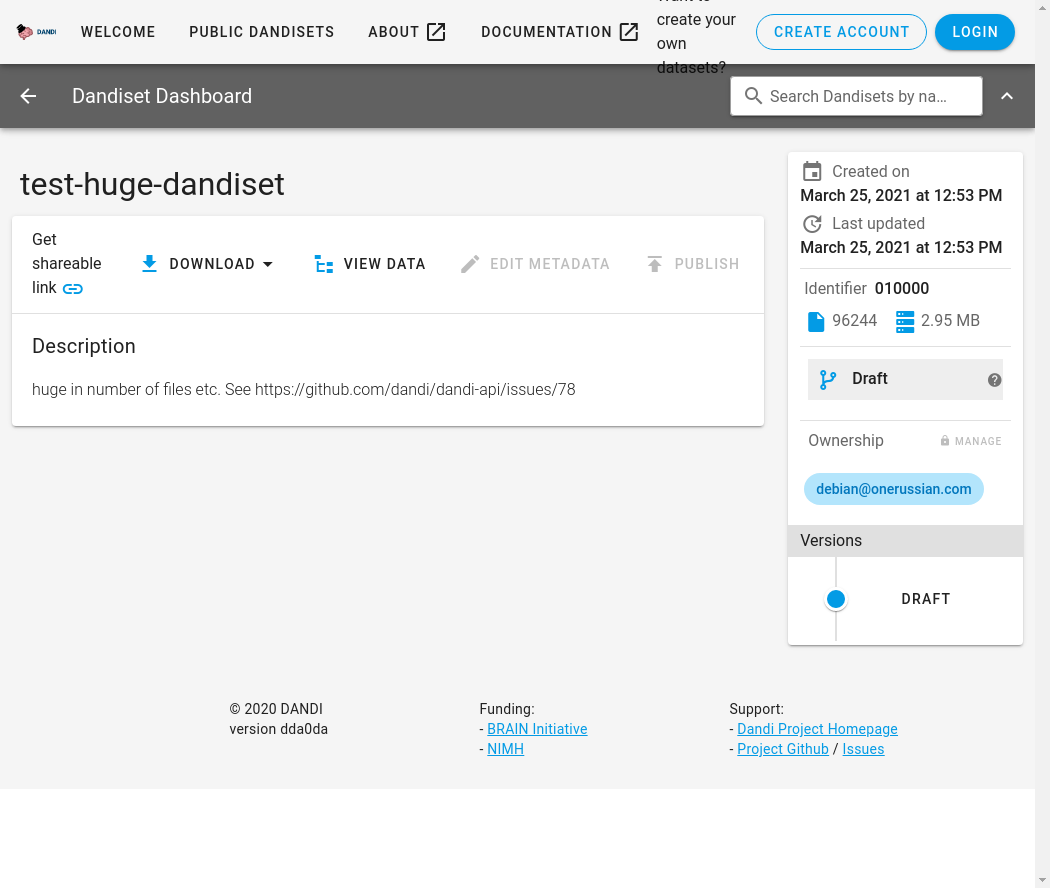 DANDI WELCOME PUBLIC DANDISETS ABOUT DOCUMENTATION
create your
own
datasets?
CREATE ACCOUNT LOGIN
Dandiset Dashboard Search Dandisets by na...
test-huge-dandiset
Get
shareable
link
DOWNLOAD VIEW DATA EDIT METADATA PUBLISH
Description
huge in number of files etc. See https://github.com/dandi/dandi-api/issues/78
Created on
March 25, 2021 at 12:53 PM
Last updated
March 25, 2021 at 12:53 PM
Identifier 010000
96244 2.95 MB
Draft ?
Ownership MANAGE
debian@onerussian.com
Versions
DRAFT
© 2020 DANDI
version dda0da
Funding:
- BRAIN Initiative
- NIMH
Support:
- Dandi Project Homepage
- Project Github / Issues